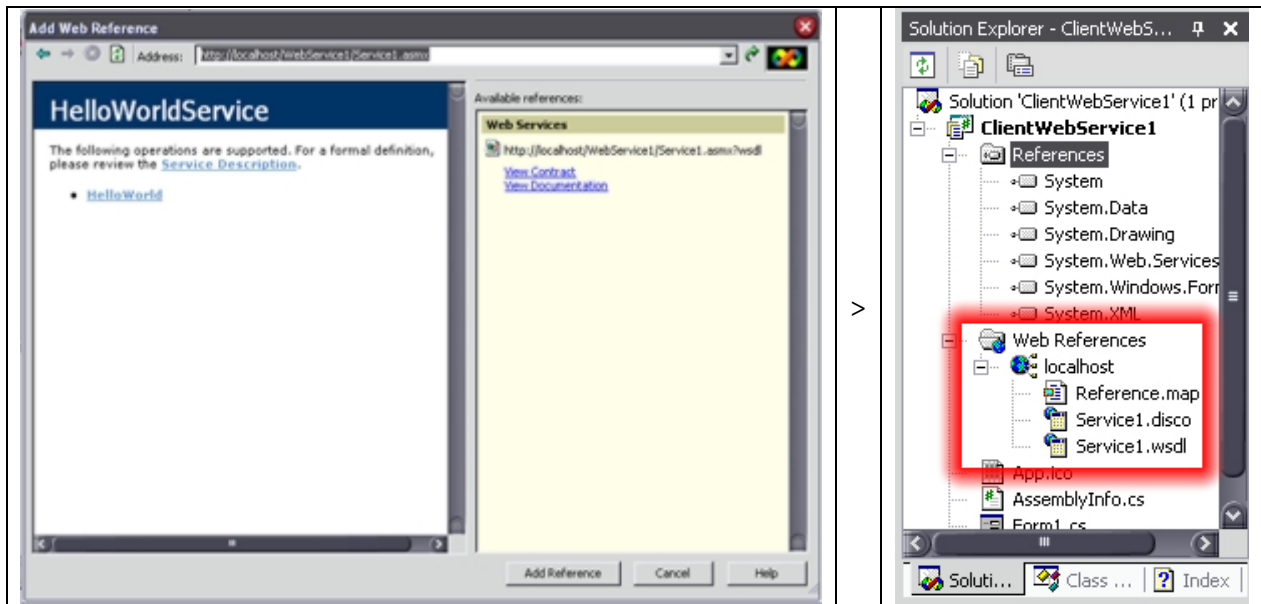 Add Web Reference
Address: http://localhost/WebService1/Service1.asmx
HelloWorldService
The following operations are supported. For a formal definition,
please review the Service Description.
HelloWorld
Available references:
Web Services
http://localhost/WebService1/Service1.asmx?wsdl
View Contract
View Documentation
Add Reference Cancel Help
>
Solution Explorer - ClientWebS...
Solution 'ClientWebService1' (1 pr
ClientWebService1
References
System
System.Data
System.Drawing
System.Web.Services
System.Windows.Forr
System.XML
Web References
localhost
Reference.map
Service1.disco
Service1.wsdl
App.ico
AssemblyInfo.cs
Form1.cs
Soluti... Class ... Index